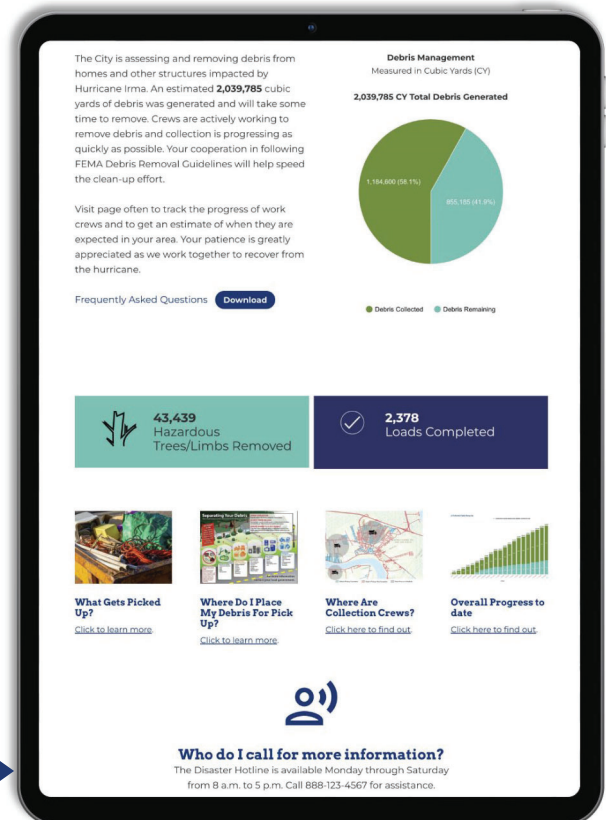 The City is assessing and removing debris from
homes and other structures impacted by
Hurricane Irma. An estimated 2,039,785 cubic
yards of debris was generated and will take some
time to remove. Crews are actively working to
remove debris and collection is progressing as
quickly as possible. Your cooperation in following
FEMA Debris Removal Guidelines will help speed
the clean-up effort.
Visit page often to track the progress of work
crews and to get an estimate of when they are
expected in your area. Your patience is greatly
appreciated as we work together to recover from
the hurricane.
Frequently Asked Questions Download
Debris Management
Measured in Cubic Yards (CY)
2,039,785 CY Total Debris Generated
1,184,600 (58.1%)
855,185 (41.9%)
Debris Collected Debris Remaining
43,439
Hazardous
Trees/Limbs Removed
2,378
Loads Completed
Separating Your Debris
What Gets Picked
Up?
Click to learn more.
Where Do I Place
My Debris For Pick
Up?
Click to learn more.
Where Are
Collection Crews?
Click here to find out.
Overall Progress to
date
Click here to find out.
Who do I call for more information?
The Disaster Hotline is available Monday through Saturday
from 8 a.m. to 5 p.m. Call 888-123-4567 for assistance.